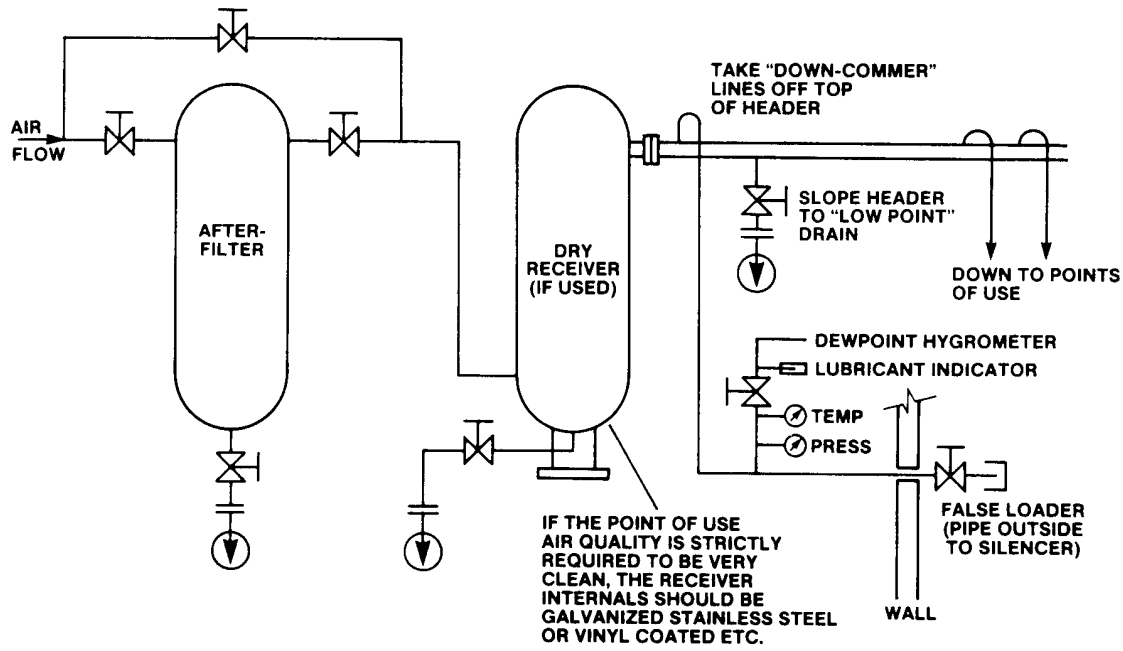 AIR
FLOW
AFTER-
FILTER
DRY
RECEIVER
(IF USED)
TAKE “DOWN-COMMER”
LINES OFF TOP
OF HEADER
SLOPE HEADER
TO “LOW POINT”
DRAIN
DOWN TO POINTS
OF USE
DEWPOINT HYGROMETER
LUBRICANT INDICATOR
TEMP
PRESS
FALSE LOADER
(PIPE OUTSIDE
TO SILENCER)
WALL
IF THE POINT OF USE
AIR QUALITY IS STRICTLY
REQUIRED TO BE VERY
CLEAN, THE RECEIVER
INTERNALS SHOULD BE
GALVANIZED STAINLESS STEEL
OR VINYL COATED ETC.